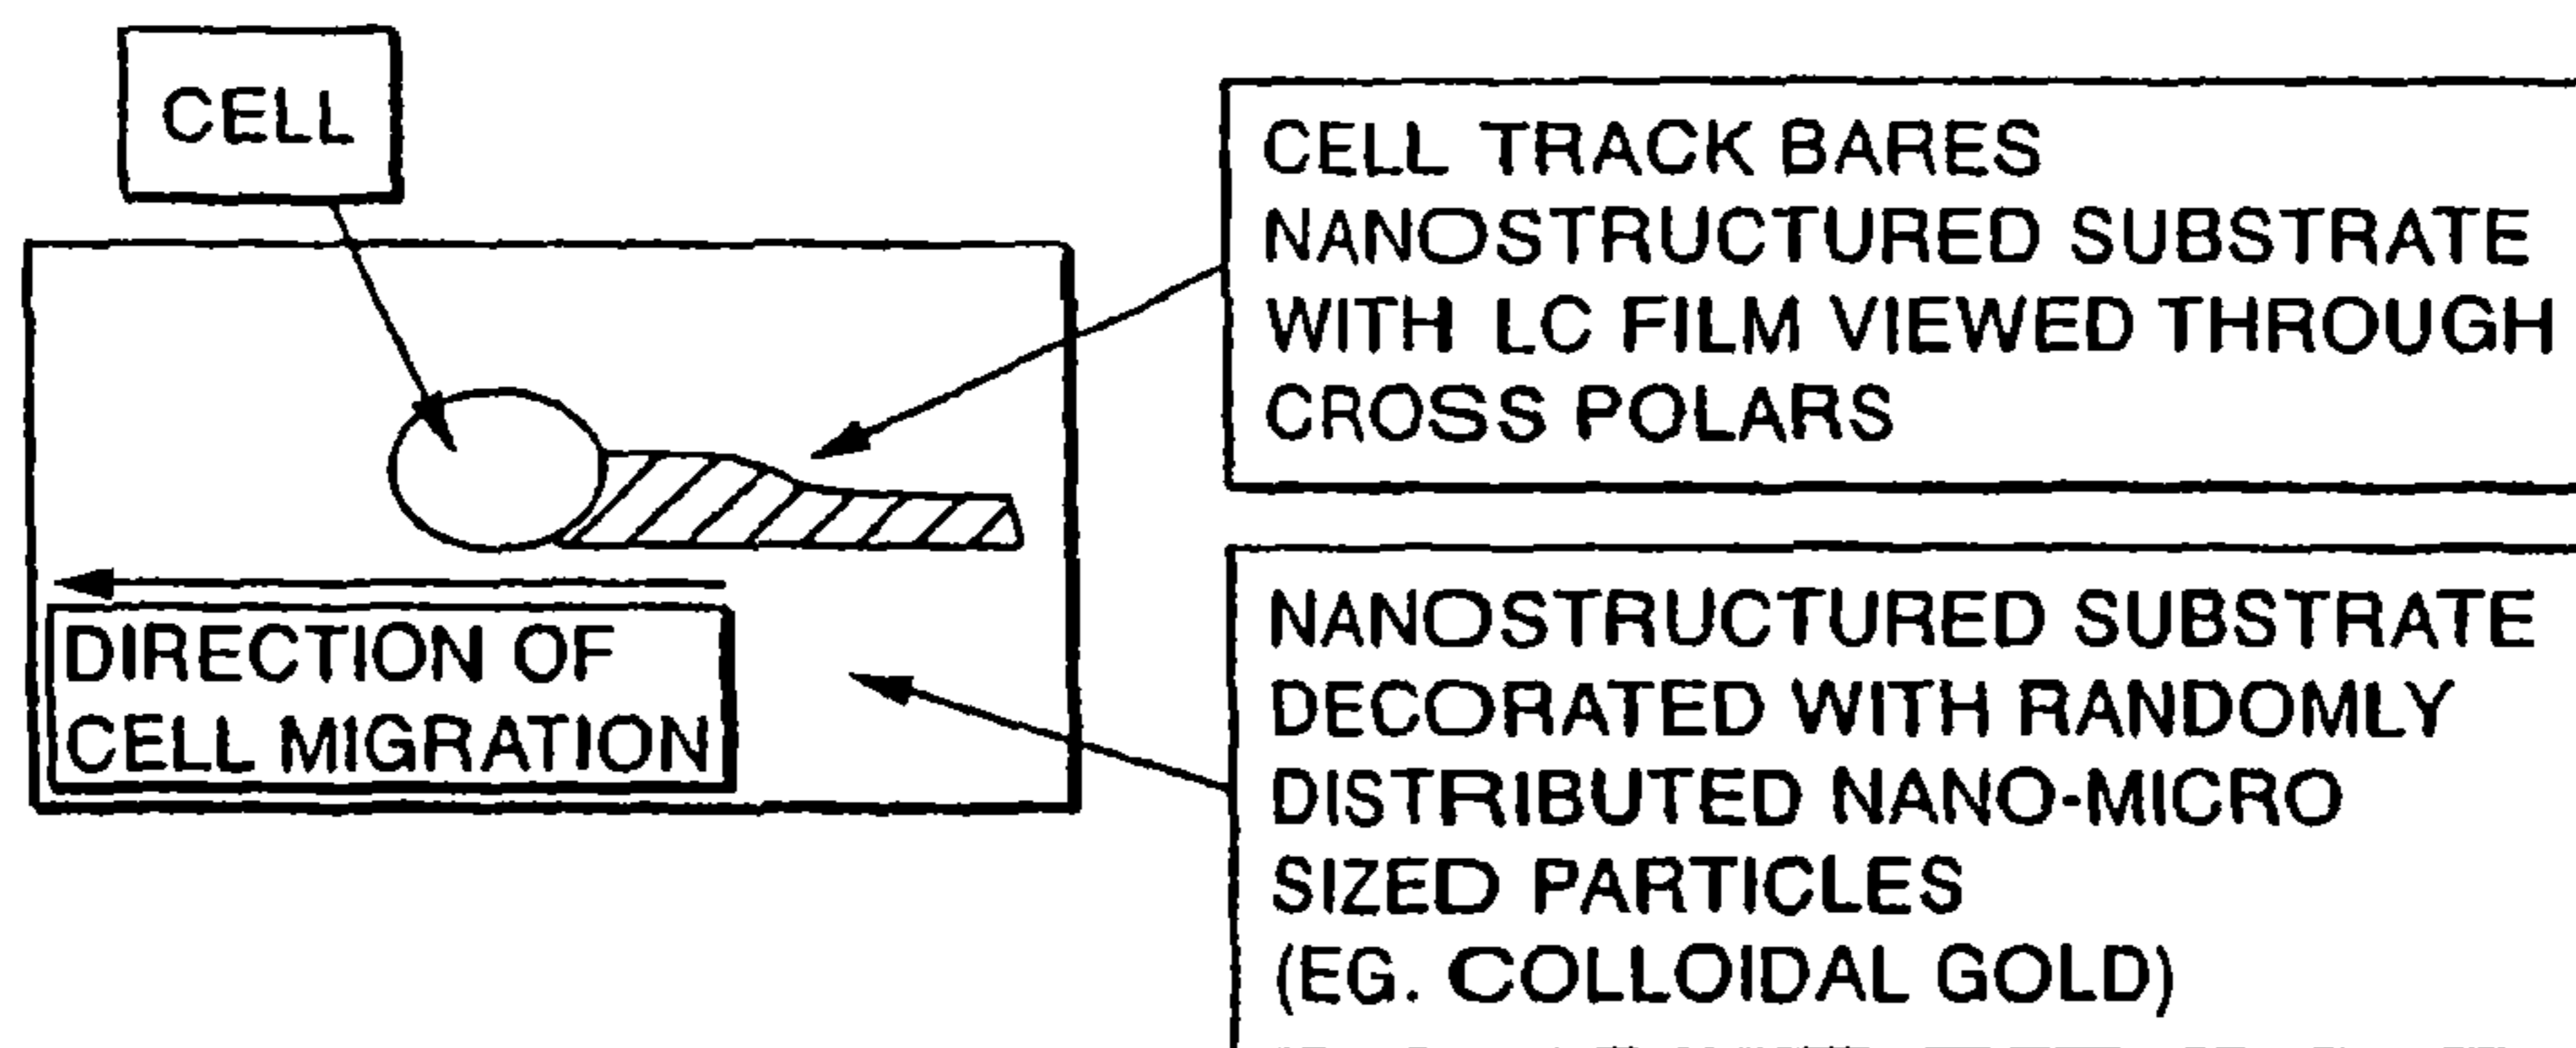 CELL
CELL TRACK BARES
NANOSTRUCTURED SUBSTRATE
WITH LC FILM VIEWED THROUGH
CROSS POLARS
DIRECTION OF
CELL MIGRATION
NANOSTRUCTURED SUBSTRATE
DECORATED WITH RANDOMLY
DISTRIBUTED NANO-MICRO
SIZED PARTICLES
(EG. COLLOIDAL GOLD)